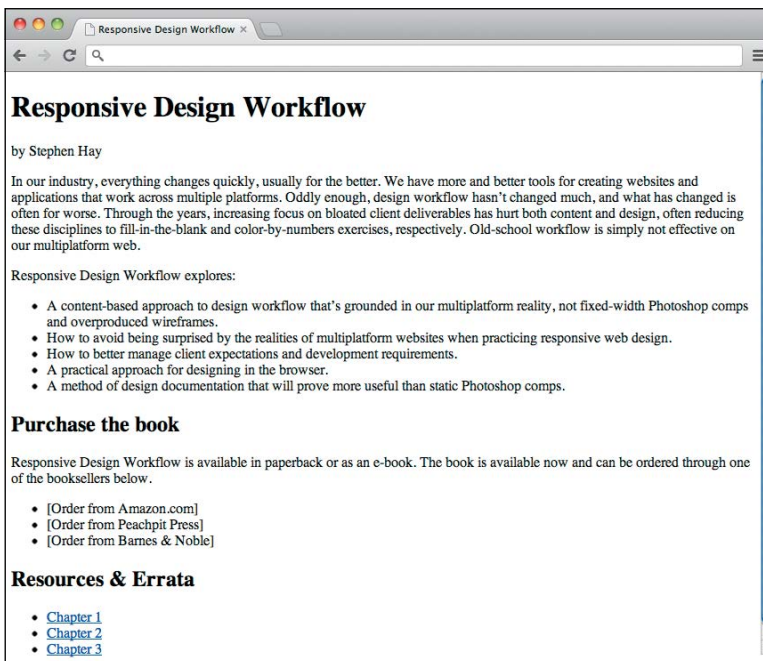 Responsive Design Workflow
Responsive Design Workflow
by Stephen Hay
In our industry, everything changes quickly, usually for the better. We have more and better tools for creating websites and
applications that work across multiple platforms. Oddly enough, design workflow hasn’t changed much, and what has changed is
often for worse. Through the years, increasing focus on bloated client deliverables has hurt both content and design, often reducing
these disciplines to fill-in-the-blank and color-by-numbers exercises, respectively. Old-school workflow is simply not effective on
our multiplatform web.
Responsive Design Workflow explores:
• A content-based approach to design workflow that’s grounded in our multiplatform reality, not fixed-width Photoshop comps
and overproduced wireframes.
• How to avoid being surprised by the realities of multiplatform websites when practicing responsive web design.
• How to better manage client expectations and development requirements.
• A practical approach for designing in the browser.
• A method of design documentation that will prove more useful than static Photoshop comps.
Purchase the book
Responsive Design Workflow is available in paperback or as an e-book. The book is available now and can be ordered through one
of the booksellers below.
• [Order from Amazon.com]
• [Order from Peachpit Press]
• [Order from Barnes & Noble]
Resources & Errata
• Chapter 1
• Chapter 2
• Chapter 3